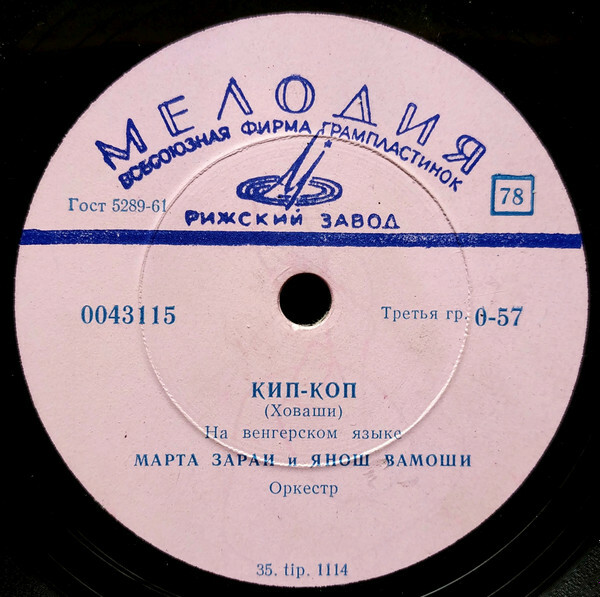 МЕЛОДИЯ
ВСЕСОЮЗНАЯ ФИРМА ГРАМПЛАСТИНОК
Гост 5289-61
78
РИЖСКИЙ ЗАВОД
0043115
Третья гр. 0-57
КИП-КОП
(Ховаши)
На венгерском языке
МАРТА ЗАРАИ и ЯНОШ ВАМОШИ
Оркестр
35. tip. 1114